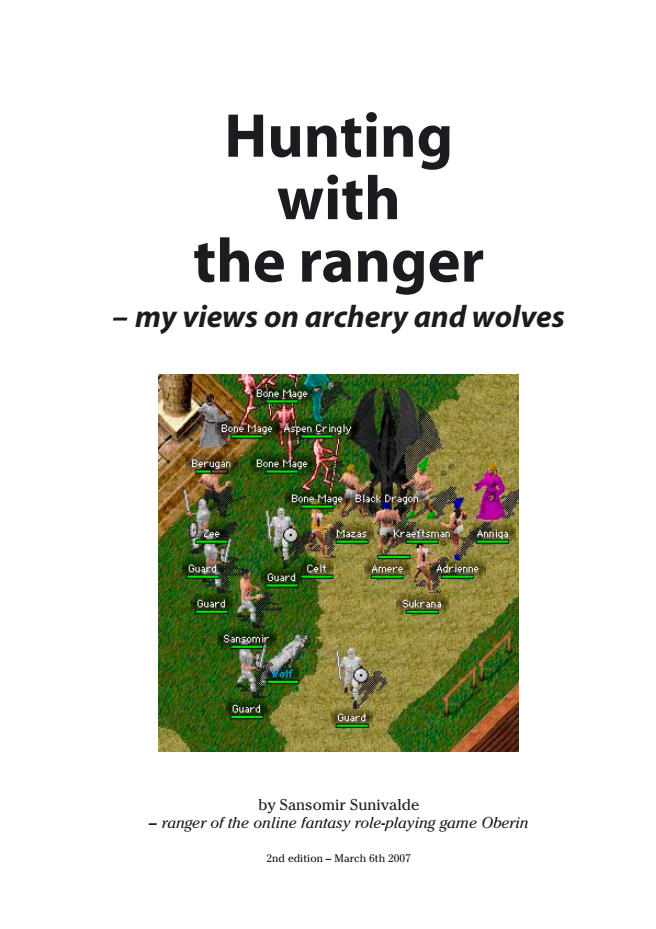 Hunting
with
the ranger
– my views on archery and wolves
Bone Mage
Bone Mage Aspen Cringly
Berugan Bone Mage
Bone Mage Black Dragon
Zee Mazas Kraeftsman Anniqa
Guard Guard Celt Amere Adrienne
Guard Sukrana
Sansomir
Wolf
Guard Guard
by Sansomir Sunivalde
– ranger of the online fantasy role-playing game Oberin
2nd edition – March 6th 2007